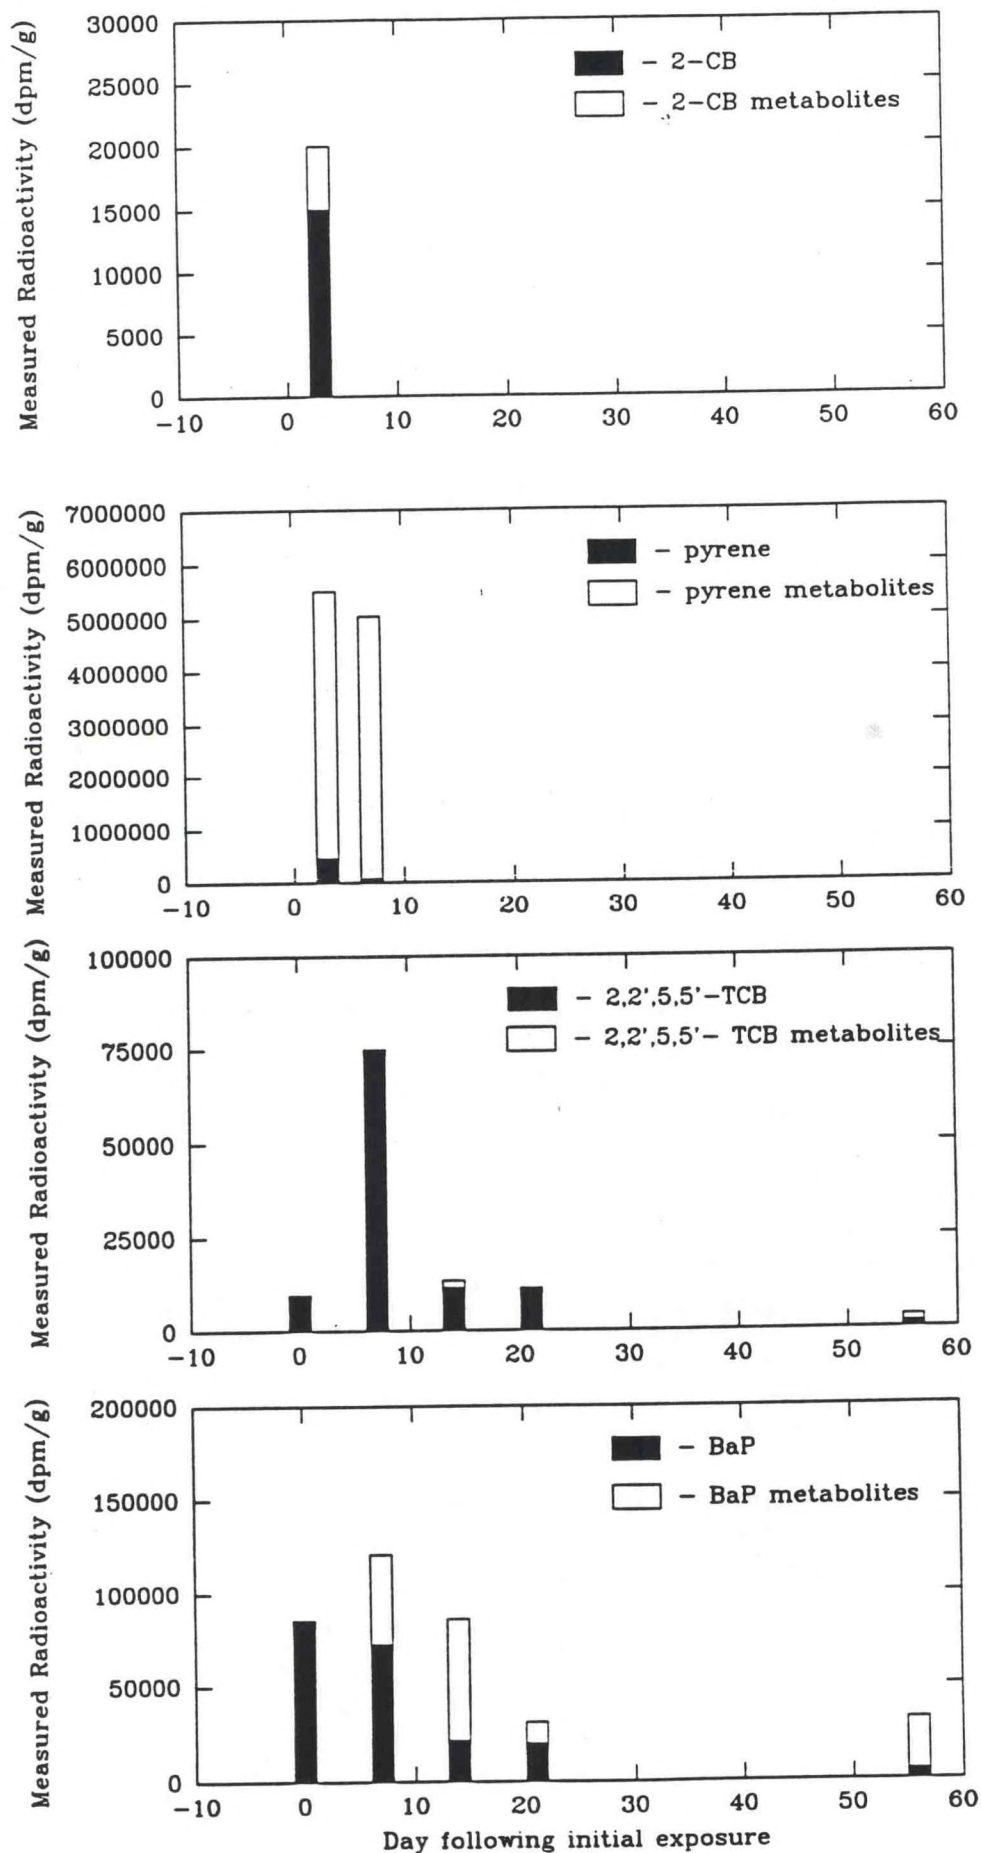 Measured Radioactivity (dpm/g)
30000
25000
20000
15000
10000
5000
0
-10 0 10 20 30 40 50 60
- 2-CB
- 2-CB metabolites
Measured Radioactivity (dpm/g)
7000000
6000000
5000000
4000000
3000000
2000000
1000000
0
-10 0 10 20 30 40 50 60
- pyrene
- pyrene metabolites
Measured Radioactivity (dpm/g)
100000
75000
50000
25000
0
-10 0 10 20 30 40 50 60
- 2,2',5,5'-TCB
- 2,2',5,5'- TCB metabolites
Measured Radioactivity (dpm/g)
200000
150000
100000
50000
0
-10 0 10 20 30 40 50 60
- BaP
- BaP metabolites
Day following initial exposure